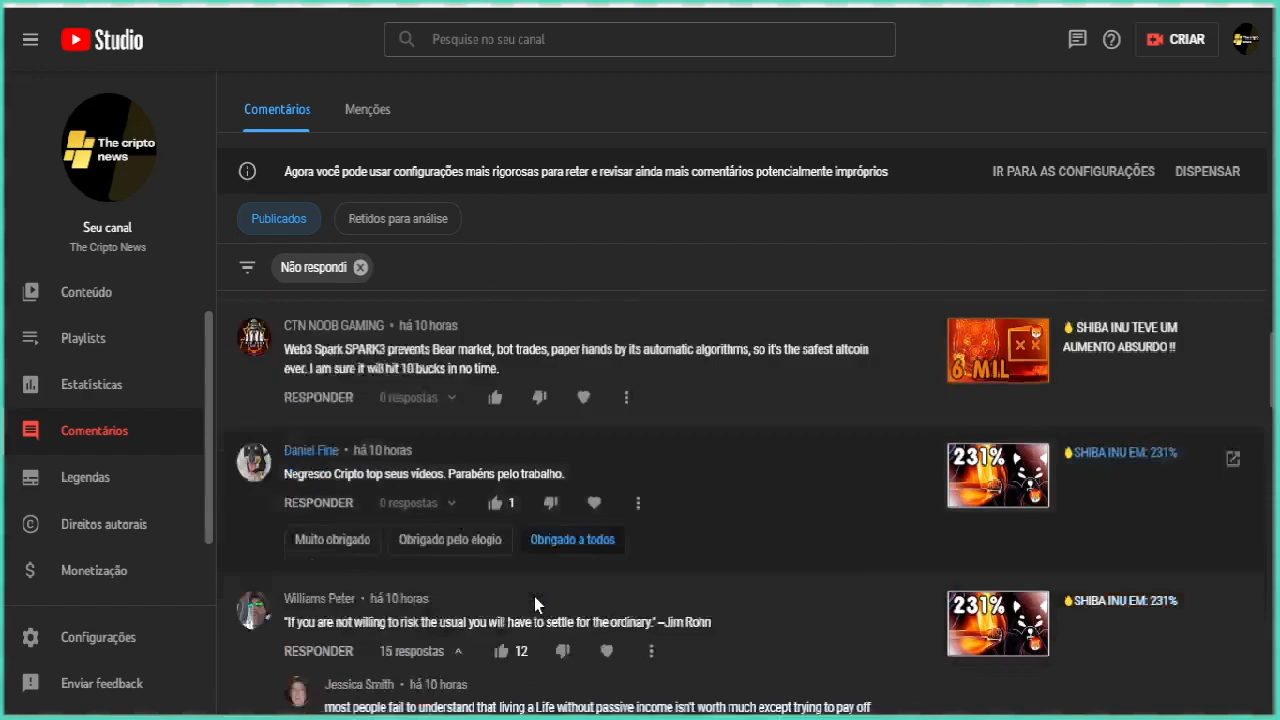 Studio
Pesquise no seu canal
CRIAR
The cripto
news
Seu canal
The Cripto News
Conteúdo
Playlists
Estatísticas
Comentários
Legendas
Direitos autorais
Monetização
Configurações
Enviar feedback
Comentários Menções
Agora você pode usar configurações mais rigorosas para reter e revisar ainda mais comentários potencialmente impróprios
IR PARA AS CONFIGURAÇÕES DISPENSAR
Publicados Retidos para análise
Não respondi
CTN NOOB GAMING • há 10 horas
Web3 Spark SPARK3 prevents Bear market, bot trades, paper hands by its automatic algorithms, so it's the safest altcoin
ever. I am sure it will hit 10 bucks in no time.
RESPONDER 0 respostas
6 MIL
SHIBA INU TEVE UM
AUMENTO ABSURDO !!
Daniel Fine • há 10 horas
Negresco Cripto top seus vídeos. Parabéns pelo trabalho.
RESPONDER 0 respostas 1
Muito obrigado Obrigado pelo elogio Obrigado a todos
231%
SHIBA INU EM: 231%
Williams Peter • há 10 horas
"If you are not willing to risk the usual you will have to settle for the ordinary." –Jim Rohn
RESPONDER 15 respostas 12
231%
SHIBA INU EM: 231%
Jessica Smith • há 10 horas
most people fail to understand that living a Life without passive income isn't worth much except trying to pay off